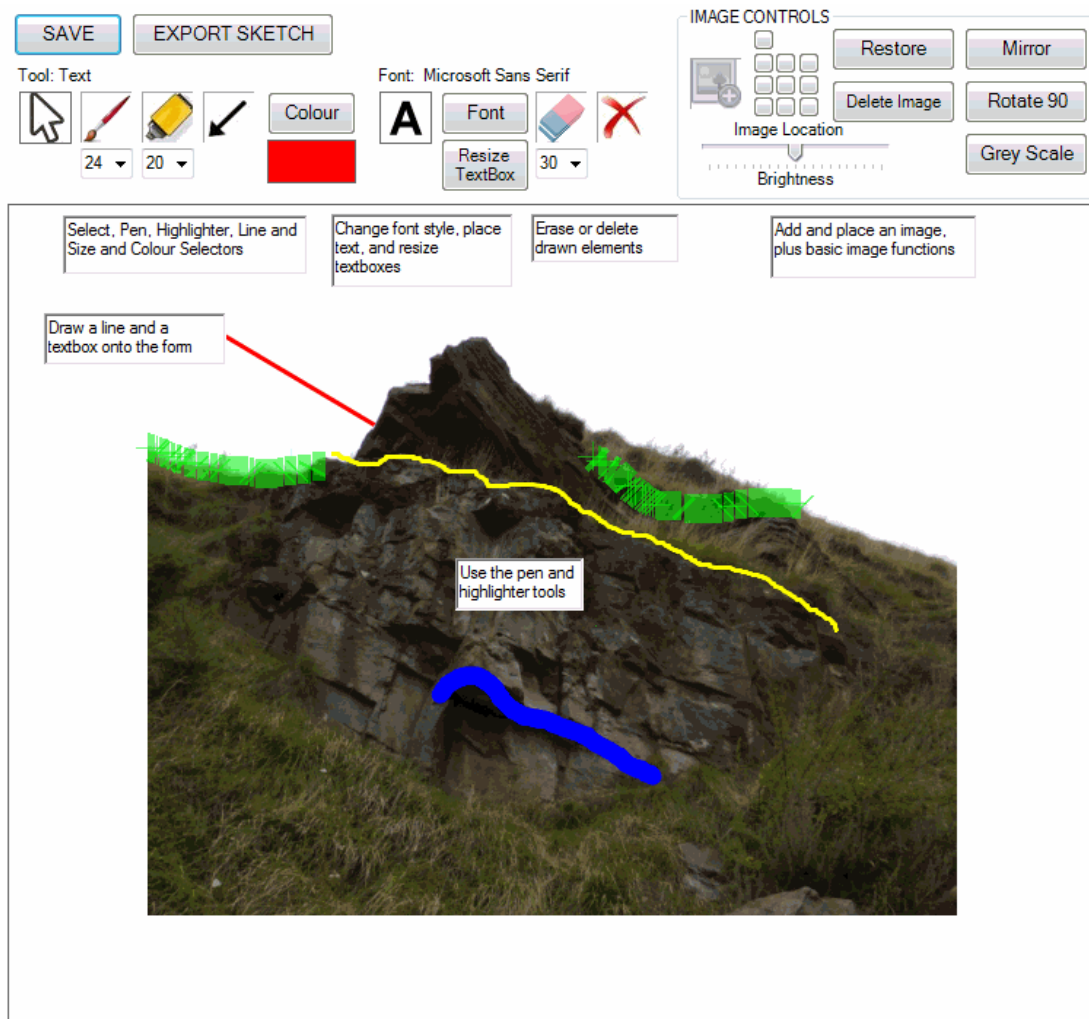 SAVE
EXPORT SKETCH
IMAGE CONTROLS
Restore
Mirror
Tool: Text
Font: Microsoft Sans Serif
A
Colour
Font
Delete Image
Rotate 90
Image Location
24
20
Resize
TextBox
30
Brightness
Grey Scale
Select, Pen, Highlighter, Line and
Size and Colour Selectors
Change font style, place
text, and resize
textboxes
Erase or delete
drawn elements
Add and place an image,
plus basic image functions
Draw a line and a
textbox onto the form
Use the pen and
highlighter tools